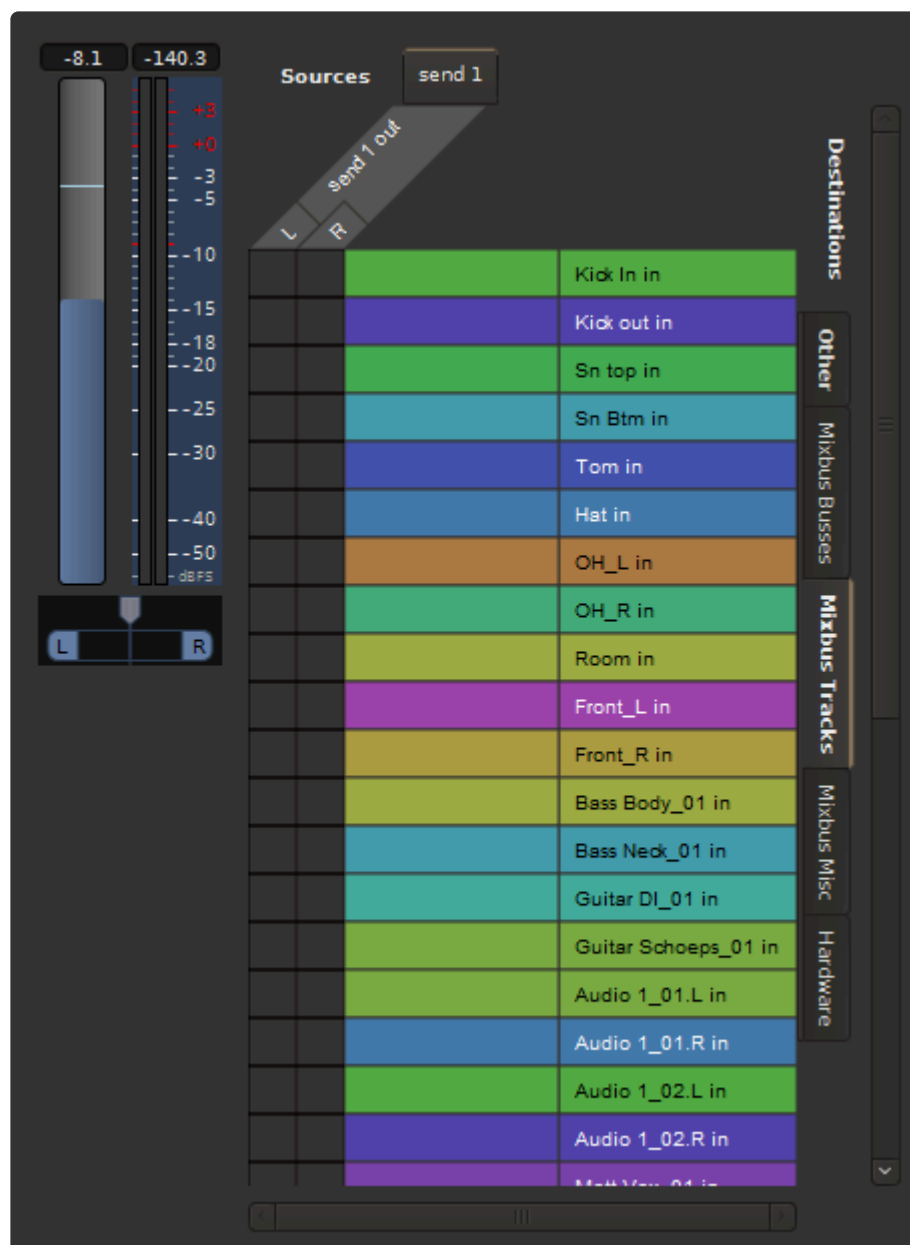 -8.1 -140.3
Sources send 1
+3
+0
-3
-5
-10
-15
-18
-20
-25
-30
-40
-50
dBFS
L R
send 1 out
L R
Destinations
Other
Mixbus Busses
Mixbus Tracks
Mixbus Misc
Hardware
Kick In in
Kick out in
Sn top in
Sn Btm in
Tom in
Hat in
OH_L in
OH_R in
Room in
Front_L in
Front_R in
Bass Body_01 in
Bass Neck_01 in
Guitar DI_01 in
Guitar Schoeps_01 in
Audio 1_01.L in
Audio 1_01.R in
Audio 1_02.L in
Audio 1_02.R in